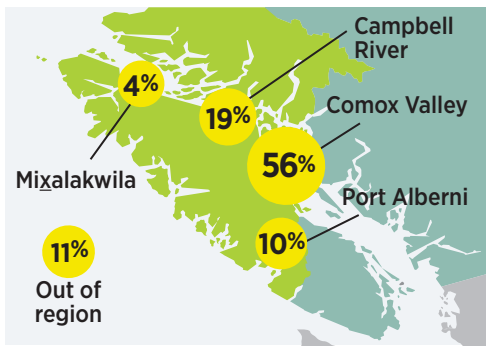 Campbell
River
4%
19%
Comox Valley
56%
Mix̲alakwila
Port Alberni
10%
11%
Out of
region